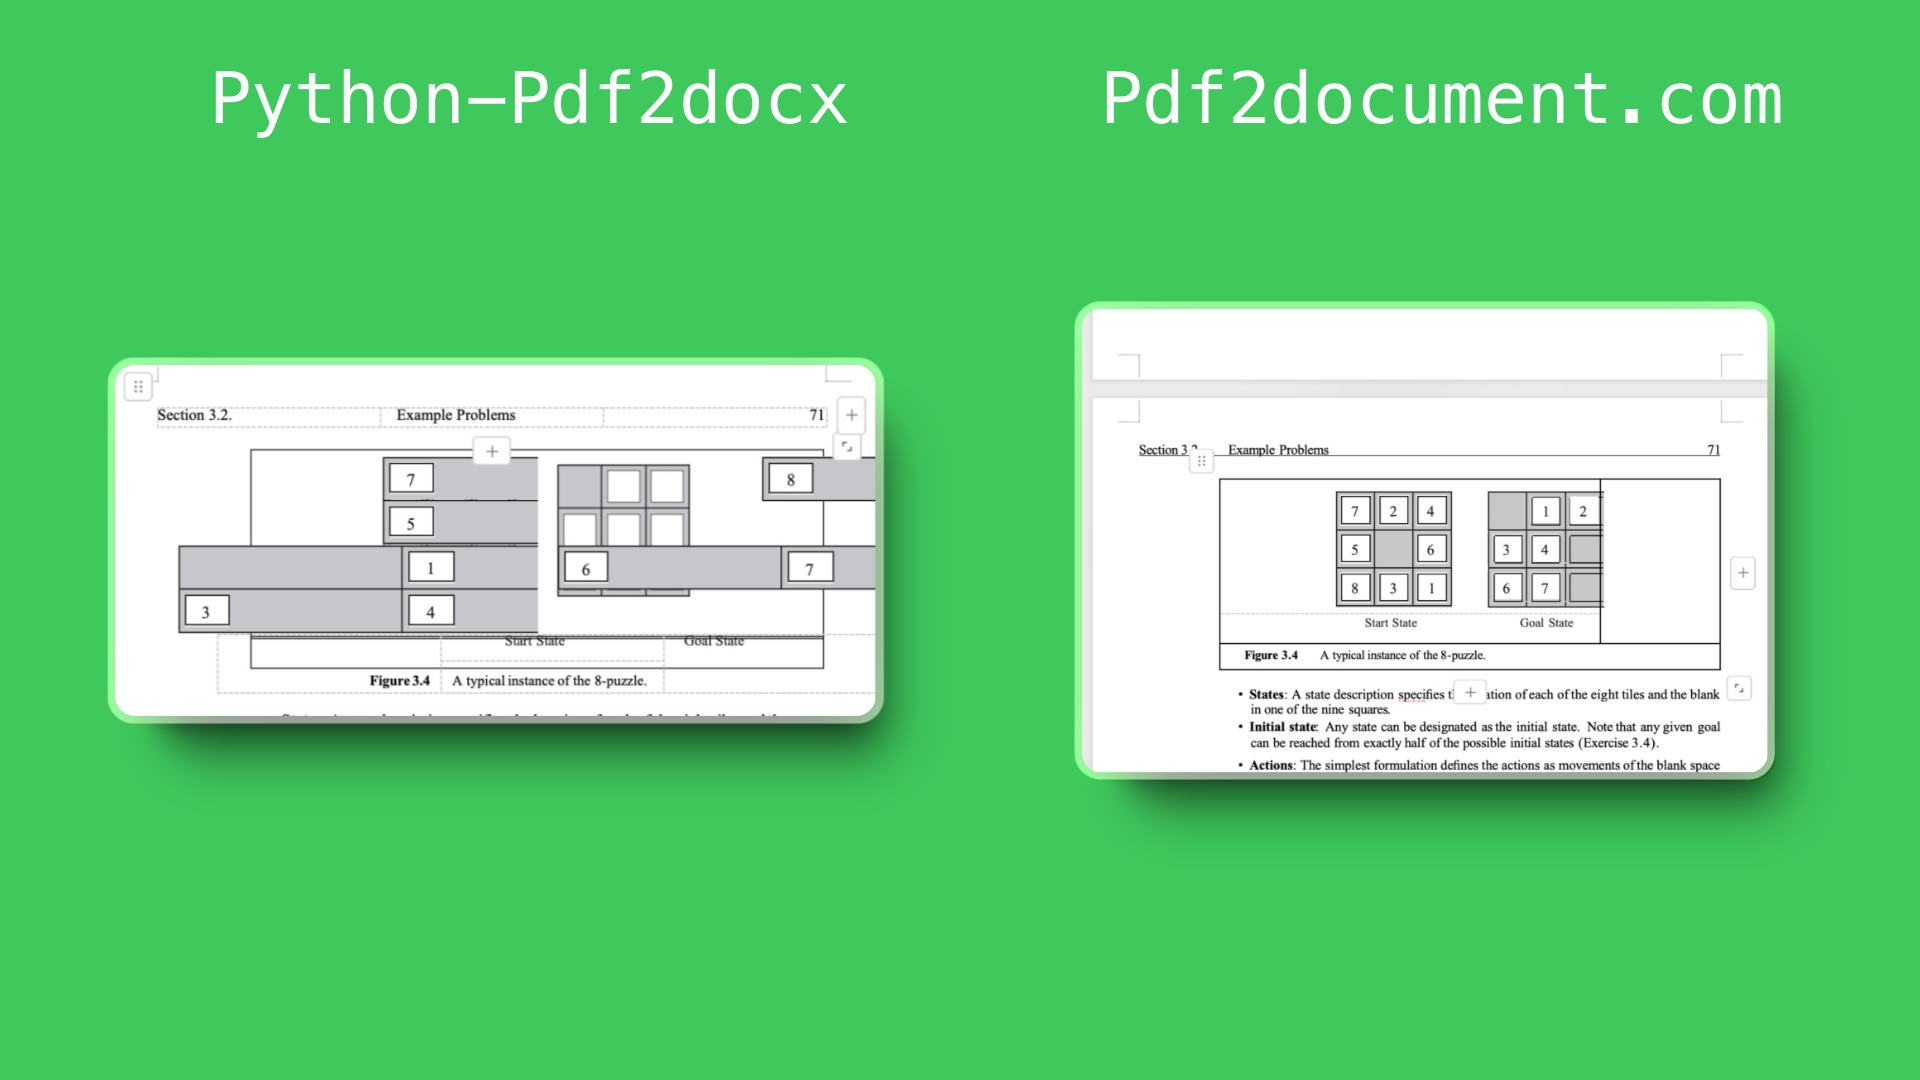 Python-Pdf2docx
Section 3.2. Example Problems 71
7 8
5
1 6 7
3 4
Start State Goal State
Figure 3.4 A typical instance of the 8-puzzle.
Pdf2document.com
Section 3 Example Problems 71
7 2 4 1 2
5 6 3 4
8 3 1 6 7
Start State Goal State
Figure 3.4 A typical instance of the 8-puzzle.
• States: A state description specifies of each of the eight tiles and the blank
in one of the nine squares.
• Initial state: Any state can be designated as the initial state. Note that any given goal
can be reached from exactly half of the possible initial states (Exercise 3.4).
• Actions: The simplest formulation defines the actions as movements of the blank space